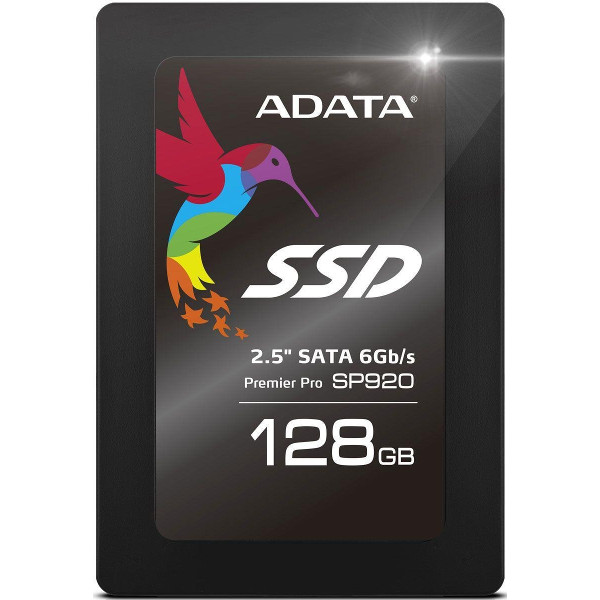 ADATA®
SSD
2.5" SATA 6Gb/s
Premier Pro SP920
128GB